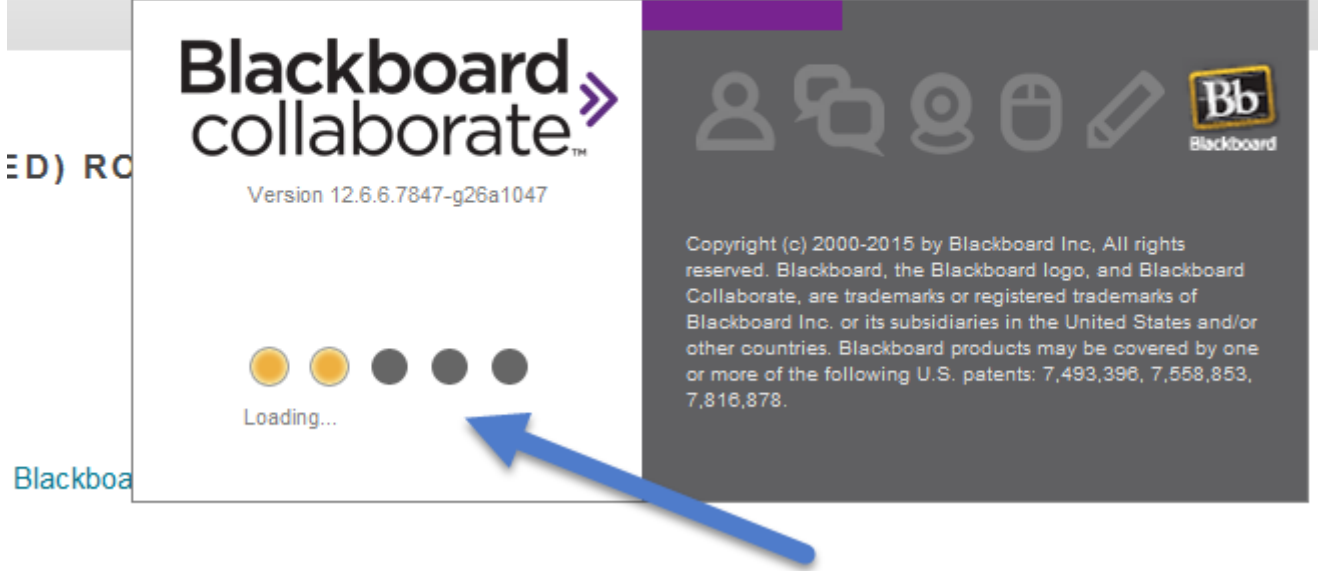 Blackboard
collaborate™
Version 12.6.6.7847-g26a1047
Bb
Blackboard
ED) RO
Copyright (c) 2000-2015 by Blackboard Inc, All rights
reserved. Blackboard, the Blackboard logo, and Blackboard
Collaborate, are trademarks or registered trademarks of
Blackboard Inc. or its subsidiaries in the United States and/or
other countries. Blackboard products may be covered by one
or more of the following U.S. patents: 7,493,396, 7,558,853,
7,816,878.
Loading...
Blackboa